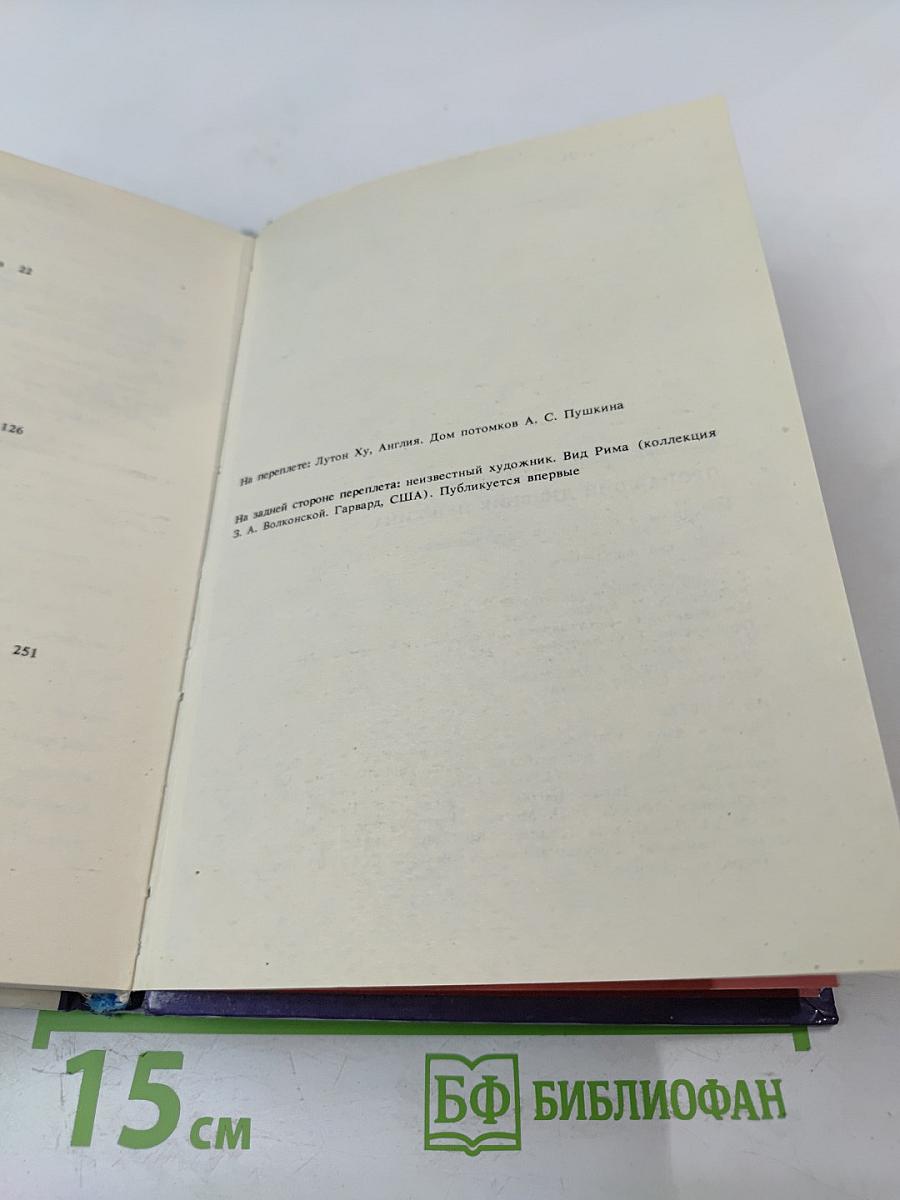 22
126
251
На переплете: Лутон Ху, Англия. Дом потомков А. С. Пушкина
На задней стороне переплета: неизвестный художник. Вид Рима (коллекция
З. А. Волконской. Гарвард, США). Публикуется впервые
15 см
БФ БИБЛИОФАН